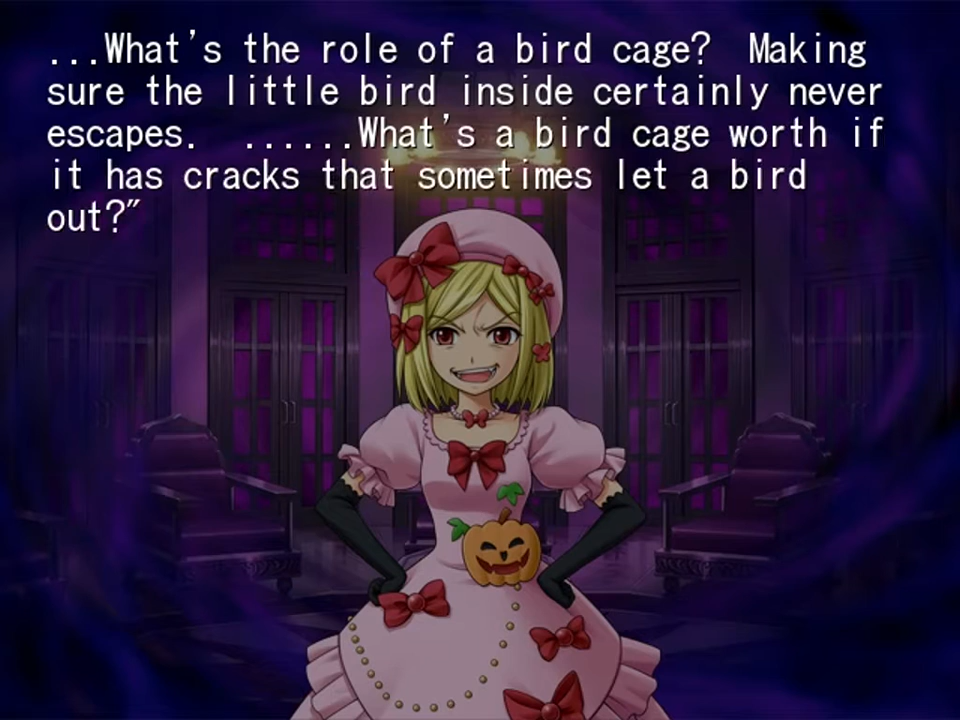 ...What's the role of a bird cage?  Making
sure the little bird inside certainly never
escapes.  ......What's a bird cage worth if
it has cracks that sometimes let a bird
out?"